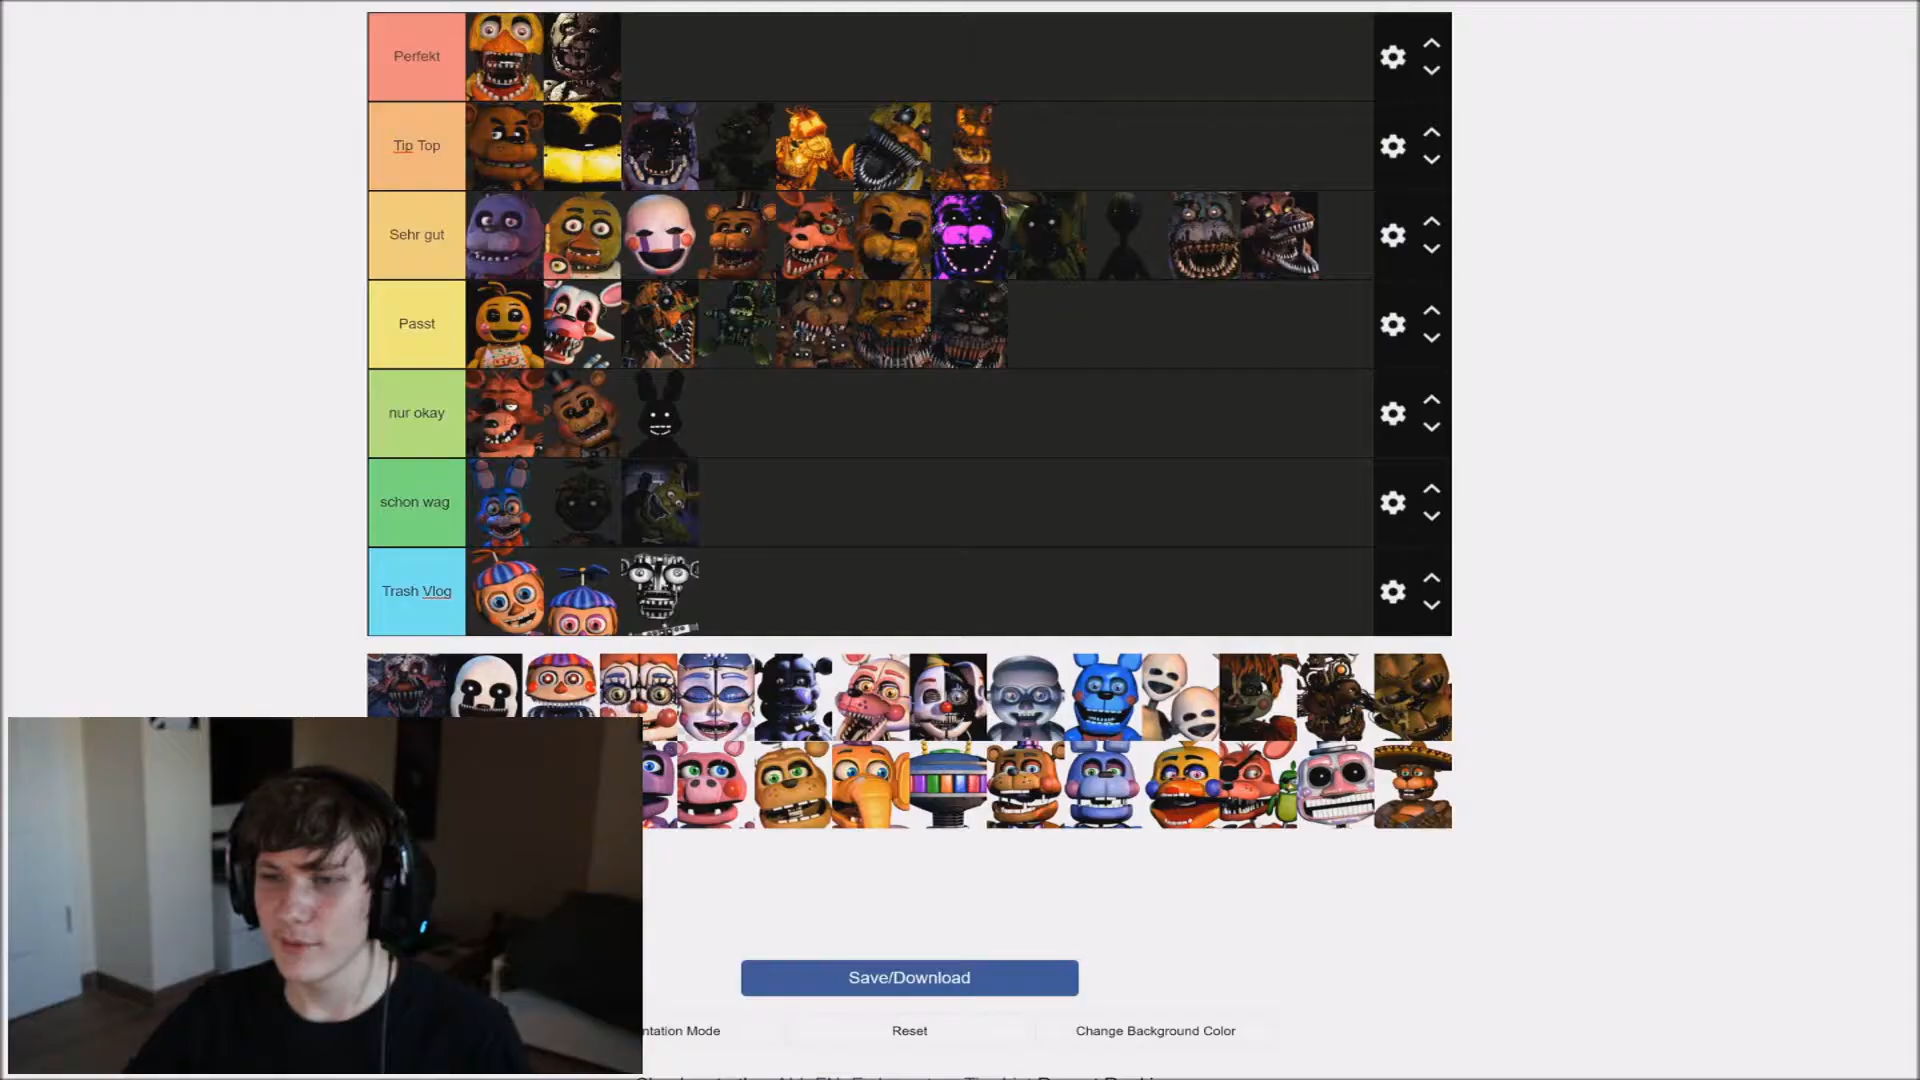 Perfekt
Tip Top
Sehr gut
Passt
nur okay
schon wag
Trash Vlog
Save/Download
ntation Mode
Reset
Change Background Color